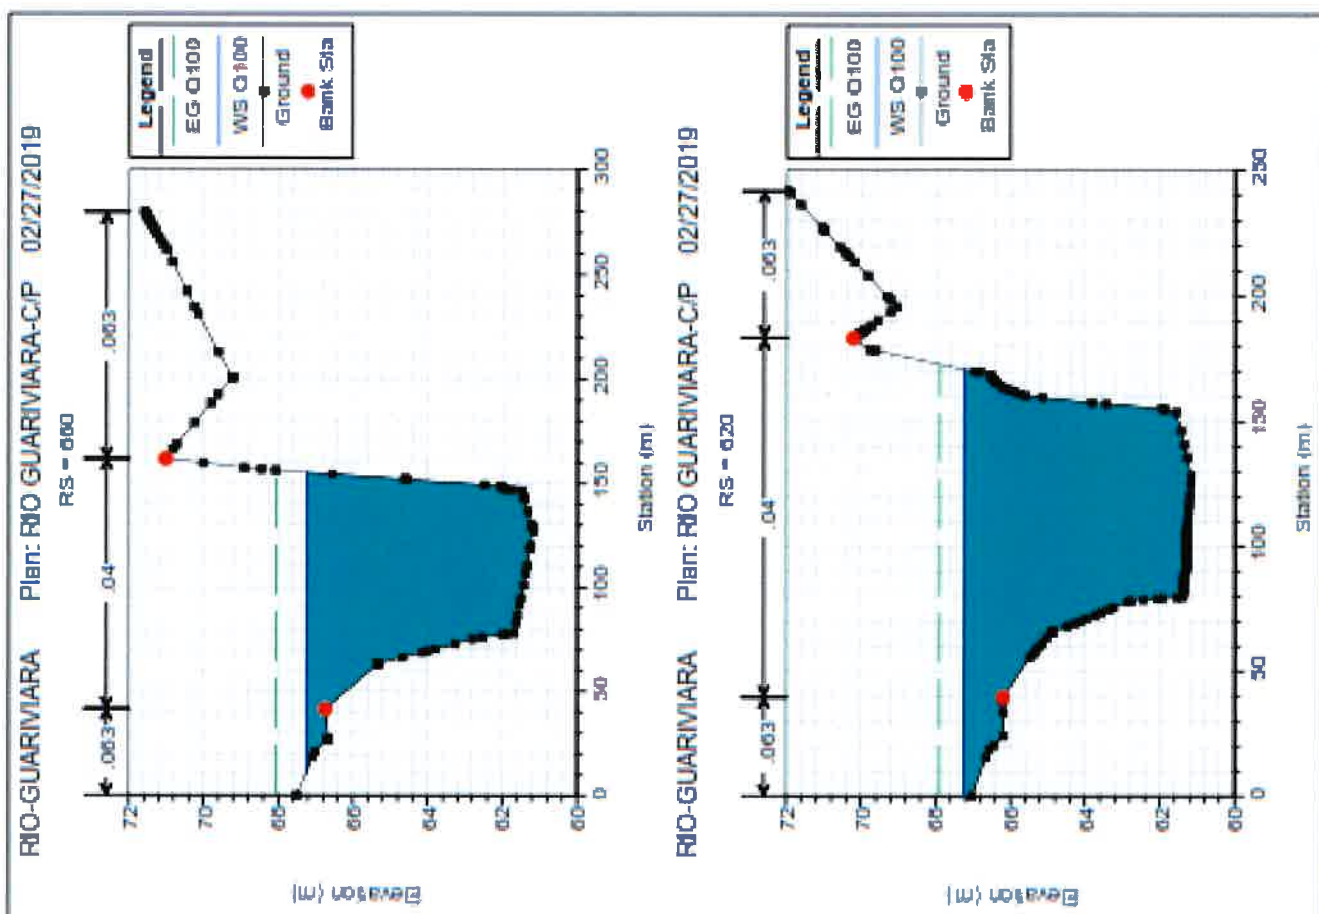 RIO-GUARIVIARA Plan: RIO GUARIVIARA-C/P 02/27/2019
RS = 660
.063
.04
.063
Legend
EG Q100
WS Q100
Ground
Bank Sta
Elevation (m)
72
70
68
66
64
62
60
0
50
100
150
200
250
300
Station (m)
RIO-GUARIVIARA Plan: RIO GUARIVIARA-C/P 02/27/2019
RS = 620
.063
.04
.063
Legend
EG Q100
WS Q100
Ground
Bank Sta
Elevation (m)
72
70
68
66
64
62
60
0
50
100
150
200
250
Station (m)